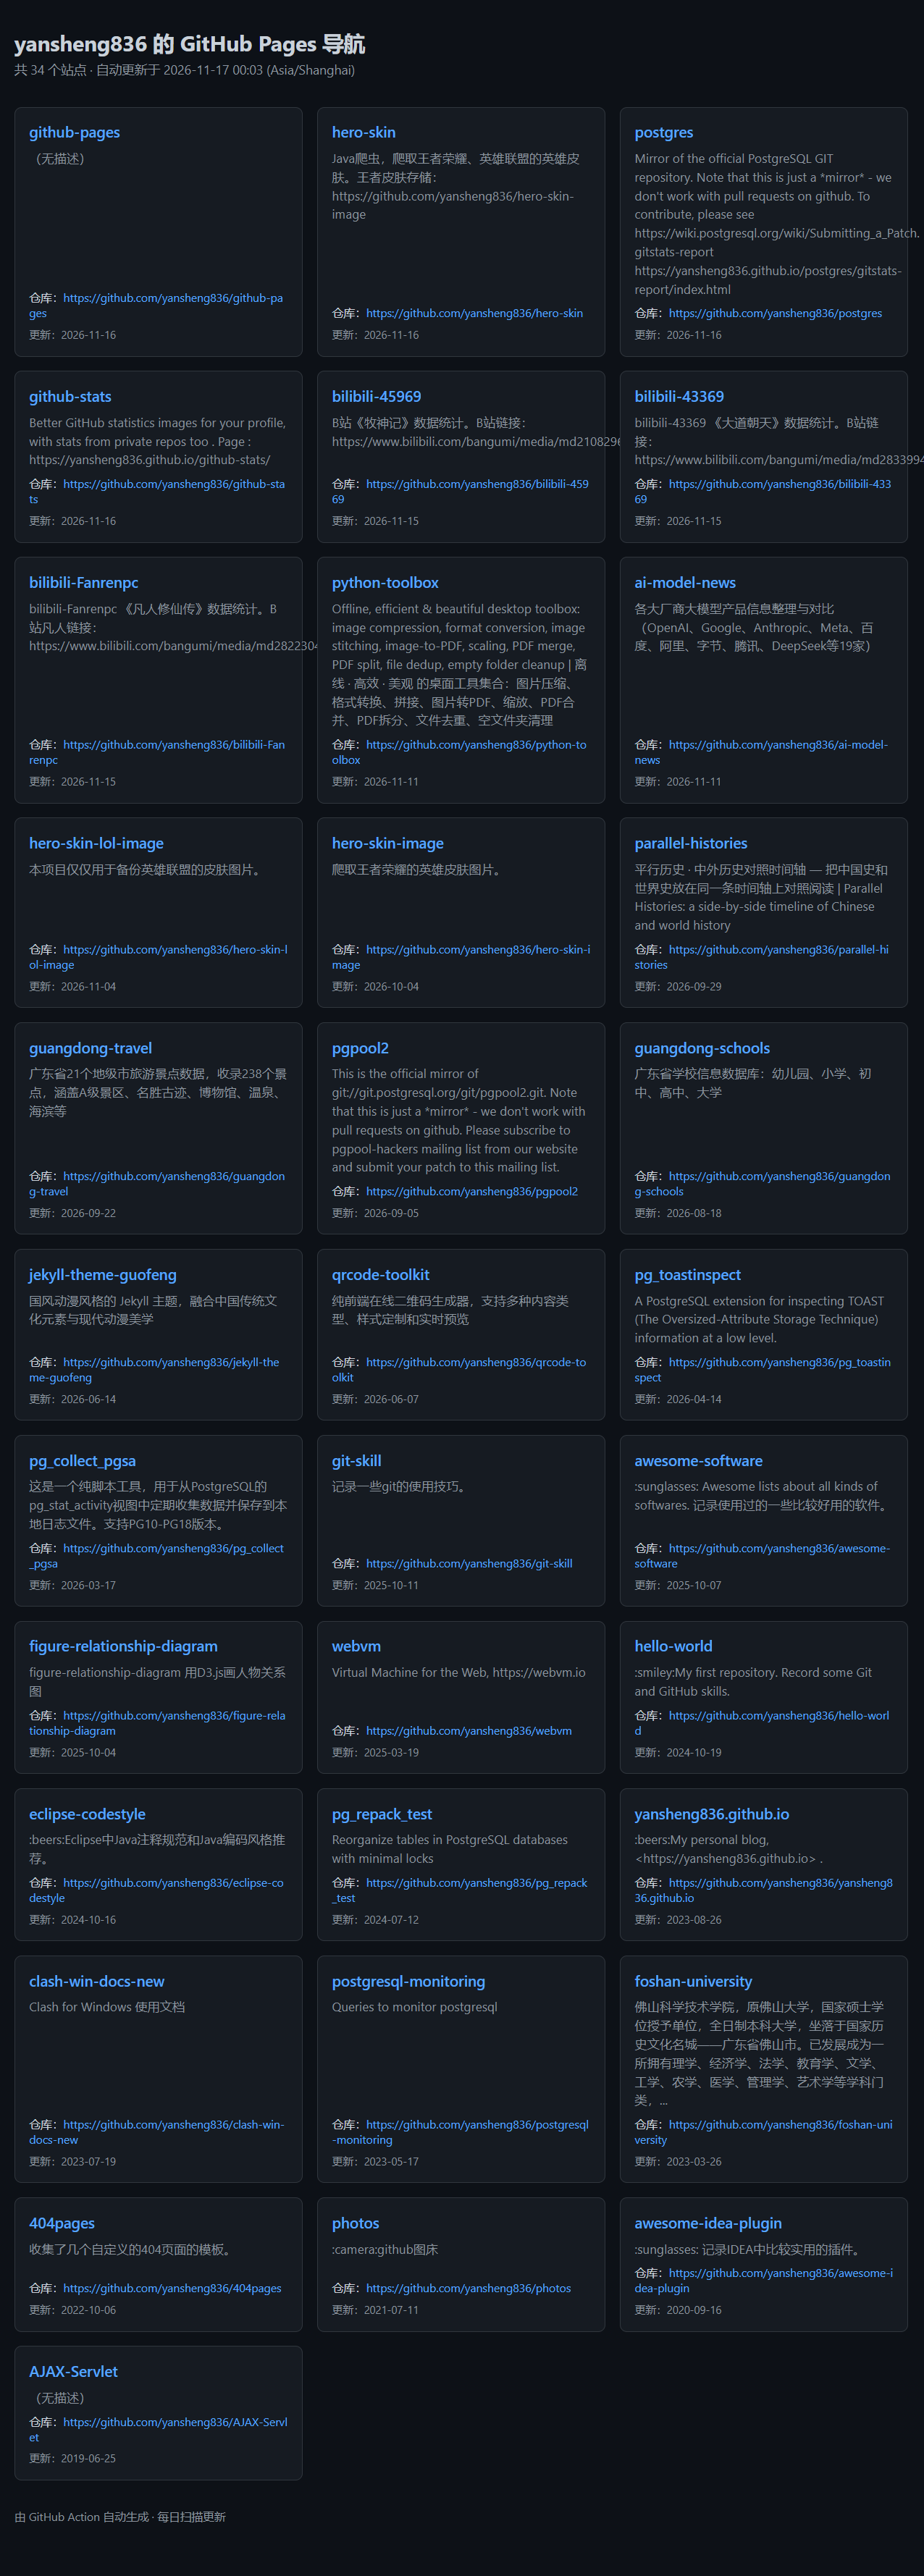 yansheng836 的 GitHub Pages 导航
共 34 个站点 · 自动更新于 2026-11-17 00:03 (Asia/Shanghai)
github-pages
（无描述）
仓库：https://github.com/yansheng836/github-pa
ges
更新：2026-11-16
hero-skin
Java爬虫，爬取王者荣耀、英雄联盟的英雄皮
肤。王者皮肤存储：
https://github.com/yansheng836/hero-skin-
image
仓库：https://github.com/yansheng836/hero-skin
更新：2026-11-16
postgres
Mirror of the official PostgreSQL GIT
repository. Note that this is just a *mirror* - we
don't work with pull requests on github. To
contribute, please see
https://wiki.postgresql.org/wiki/Submitting_a_Patch.
gitstats-report
https://yansheng836.github.io/postgres/gitstats-
report/index.html
仓库：https://github.com/yansheng836/postgres
更新：2026-11-16
github-stats
Better GitHub statistics images for your profile,
with stats from private repos too . Page :
https://yansheng836.github.io/github-stats/
仓库：https://github.com/yansheng836/github-sta
ts
更新：2026-11-16
bilibili-45969
B站《牧神记》数据统计。B站链接：
https://www.bilibili.com/bangumi/media/md2108296
仓库：https://github.com/yansheng836/bilibili-459
69
更新：2026-11-15
bilibili-43369
bilibili-43369 《大道朝天》数据统计。B站链
接：
https://www.bilibili.com/bangumi/media/md2833994
仓库：https://github.com/yansheng836/bilibili-433
69
更新：2026-11-15
bilibili-Fanrenpc
bilibili-Fanrenpc 《凡人修仙传》数据统计。B
站凡人链接：
https://www.bilibili.com/bangumi/media/md2822304
仓库：https://github.com/yansheng836/bilibili-Fan
renpc
更新：2026-11-15
python-toolbox
Offline, efficient & beautiful desktop toolbox:
image compression, format conversion, image
stitching, image-to-PDF, scaling, PDF merge,
PDF split, file dedup, empty folder cleanup | 离
线 · 高效 · 美观 的桌面工具集合：图片压缩、
格式转换、拼接、图片转PDF、缩放、PDF合
并、PDF拆分、文件去重、空文件夹清理
仓库：https://github.com/yansheng836/python-to
olbox
更新：2026-11-11
ai-model-news
各大厂商大模型产品信息整理与对比
（OpenAI、Google、Anthropic、Meta、百
度、阿里、字节、腾讯、DeepSeek等19家）
仓库：https://github.com/yansheng836/ai-model-
news
更新：2026-11-11
hero-skin-lol-image
本项目仅仅用于备份英雄联盟的皮肤图片。
仓库：https://github.com/yansheng836/hero-skin-l
ol-image
更新：2026-11-04
hero-skin-image
爬取王者荣耀的英雄皮肤图片。
仓库：https://github.com/yansheng836/hero-skin-i
mage
更新：2026-10-04
parallel-histories
平行历史 · 中外历史对照时间轴 — 把中国史和
世界史放在同一条时间轴上对照阅读 | Parallel
Histories: a side-by-side timeline of Chinese
and world history
仓库：https://github.com/yansheng836/parallel-hi
stories
更新：2026-09-29
guangdong-travel
广东省21个地级市旅游景点数据，收录238个景
点，涵盖A级景区、名胜古迹、博物馆、温泉、
海滨等
仓库：https://github.com/yansheng836/guangdon
g-travel
更新：2026-09-22
pgpool2
This is the official mirror of
git://git.postgresql.org/git/pgpool2.git. Note
that this is just a *mirror* - we don't work with
pull requests on github. Please subscribe to
pgpool-hackers mailing list from our website
and submit your patch to this mailing list.
仓库：https://github.com/yansheng836/pgpool2
更新：2026-09-05
guangdong-schools
广东省学校信息数据库：幼儿园、小学、初
中、高中、大学
仓库：https://github.com/yansheng836/guangdon
g-schools
更新：2026-08-18
jekyll-theme-guofeng
国风动漫风格的 Jekyll 主题，融合中国传统文
化元素与现代动漫美学
仓库：https://github.com/yansheng836/jekyll-the
me-guofeng
更新：2026-06-14
qrcode-toolkit
纯前端在线二维码生成器，支持多种内容类
型、样式定制和实时预览
仓库：https://github.com/yansheng836/qrcode-to
olkit
更新：2026-06-07
pg_toastinspect
A PostgreSQL extension for inspecting TOAST
(The Oversized-Attribute Storage Technique)
information at a low level.
仓库：https://github.com/yansheng836/pg_toastin
spect
更新：2026-04-14
pg_collect_pgsa
这是一个纯脚本工具，用于从PostgreSQL的
pg_stat_activity视图中定期收集数据并保存到本
地日志文件。支持PG10-PG18版本。
仓库：https://github.com/yansheng836/pg_collect
_pgsa
更新：2026-03-17
git-skill
记录一些git的使用技巧。
仓库：https://github.com/yansheng836/git-skill
更新：2025-10-11
awesome-software
:sunglasses: Awesome lists about all kinds of
softwares. 记录使用过的一些比较好用的软件。
仓库：https://github.com/yansheng836/awesome-
software
更新：2025-10-07
figure-relationship-diagram
figure-relationship-diagram 用D3.js画人物关系
图
仓库：https://github.com/yansheng836/figure-rela
tionship-diagram
更新：2025-10-04
webvm
Virtual Machine for the Web, https://webvm.io
仓库：https://github.com/yansheng836/webvm
更新：2025-03-19
hello-world
:smiley:My first repository. Record some Git
and GitHub skills.
仓库：https://github.com/yansheng836/hello-worl
d
更新：2024-10-19
eclipse-codestyle
:beers:Eclipse中Java注释规范和Java编码风格推
荐。
仓库：https://github.com/yansheng836/eclipse-co
destyle
更新：2024-10-16
pg_repack_test
Reorganize tables in PostgreSQL databases
with minimal locks
仓库：https://github.com/yansheng836/pg_repack
_test
更新：2024-07-12
yansheng836.github.io
:beers:My personal blog,
<https://yansheng836.github.io> .
仓库：https://github.com/yansheng836/yansheng8
36.github.io
更新：2023-08-26
clash-win-docs-new
Clash for Windows 使用文档
仓库：https://github.com/yansheng836/clash-win-
docs-new
更新：2023-07-19
postgresql-monitoring
Queries to monitor postgresql
仓库：https://github.com/yansheng836/postgresql
-monitoring
更新：2023-05-17
foshan-university
佛山科学技术学院，原佛山大学，国家硕士学
位授予单位，全日制本科大学，坐落于国家历
史文化名城——广东省佛山市。已发展成为一
所拥有理学、经济学、法学、教育学、文学、
工学、农学、医学、管理学、艺术学等学科门
类，...
仓库：https://github.com/yansheng836/foshan-uni
versity
更新：2023-03-26
404pages
收集了几个自定义的404页面的模板。
仓库：https://github.com/yansheng836/404pages
更新：2022-10-06
photos
:camera:github图床
仓库：https://github.com/yansheng836/photos
更新：2021-07-11
awesome-idea-plugin
:sunglasses: 记录IDEA中比较实用的插件。
仓库：https://github.com/yansheng836/awesome-i
dea-plugin
更新：2020-09-16
AJAX-Servlet
（无描述）
仓库：https://github.com/yansheng836/AJAX-Servl
et
更新：2019-06-25
由 GitHub Action 自动生成 · 每日扫描更新